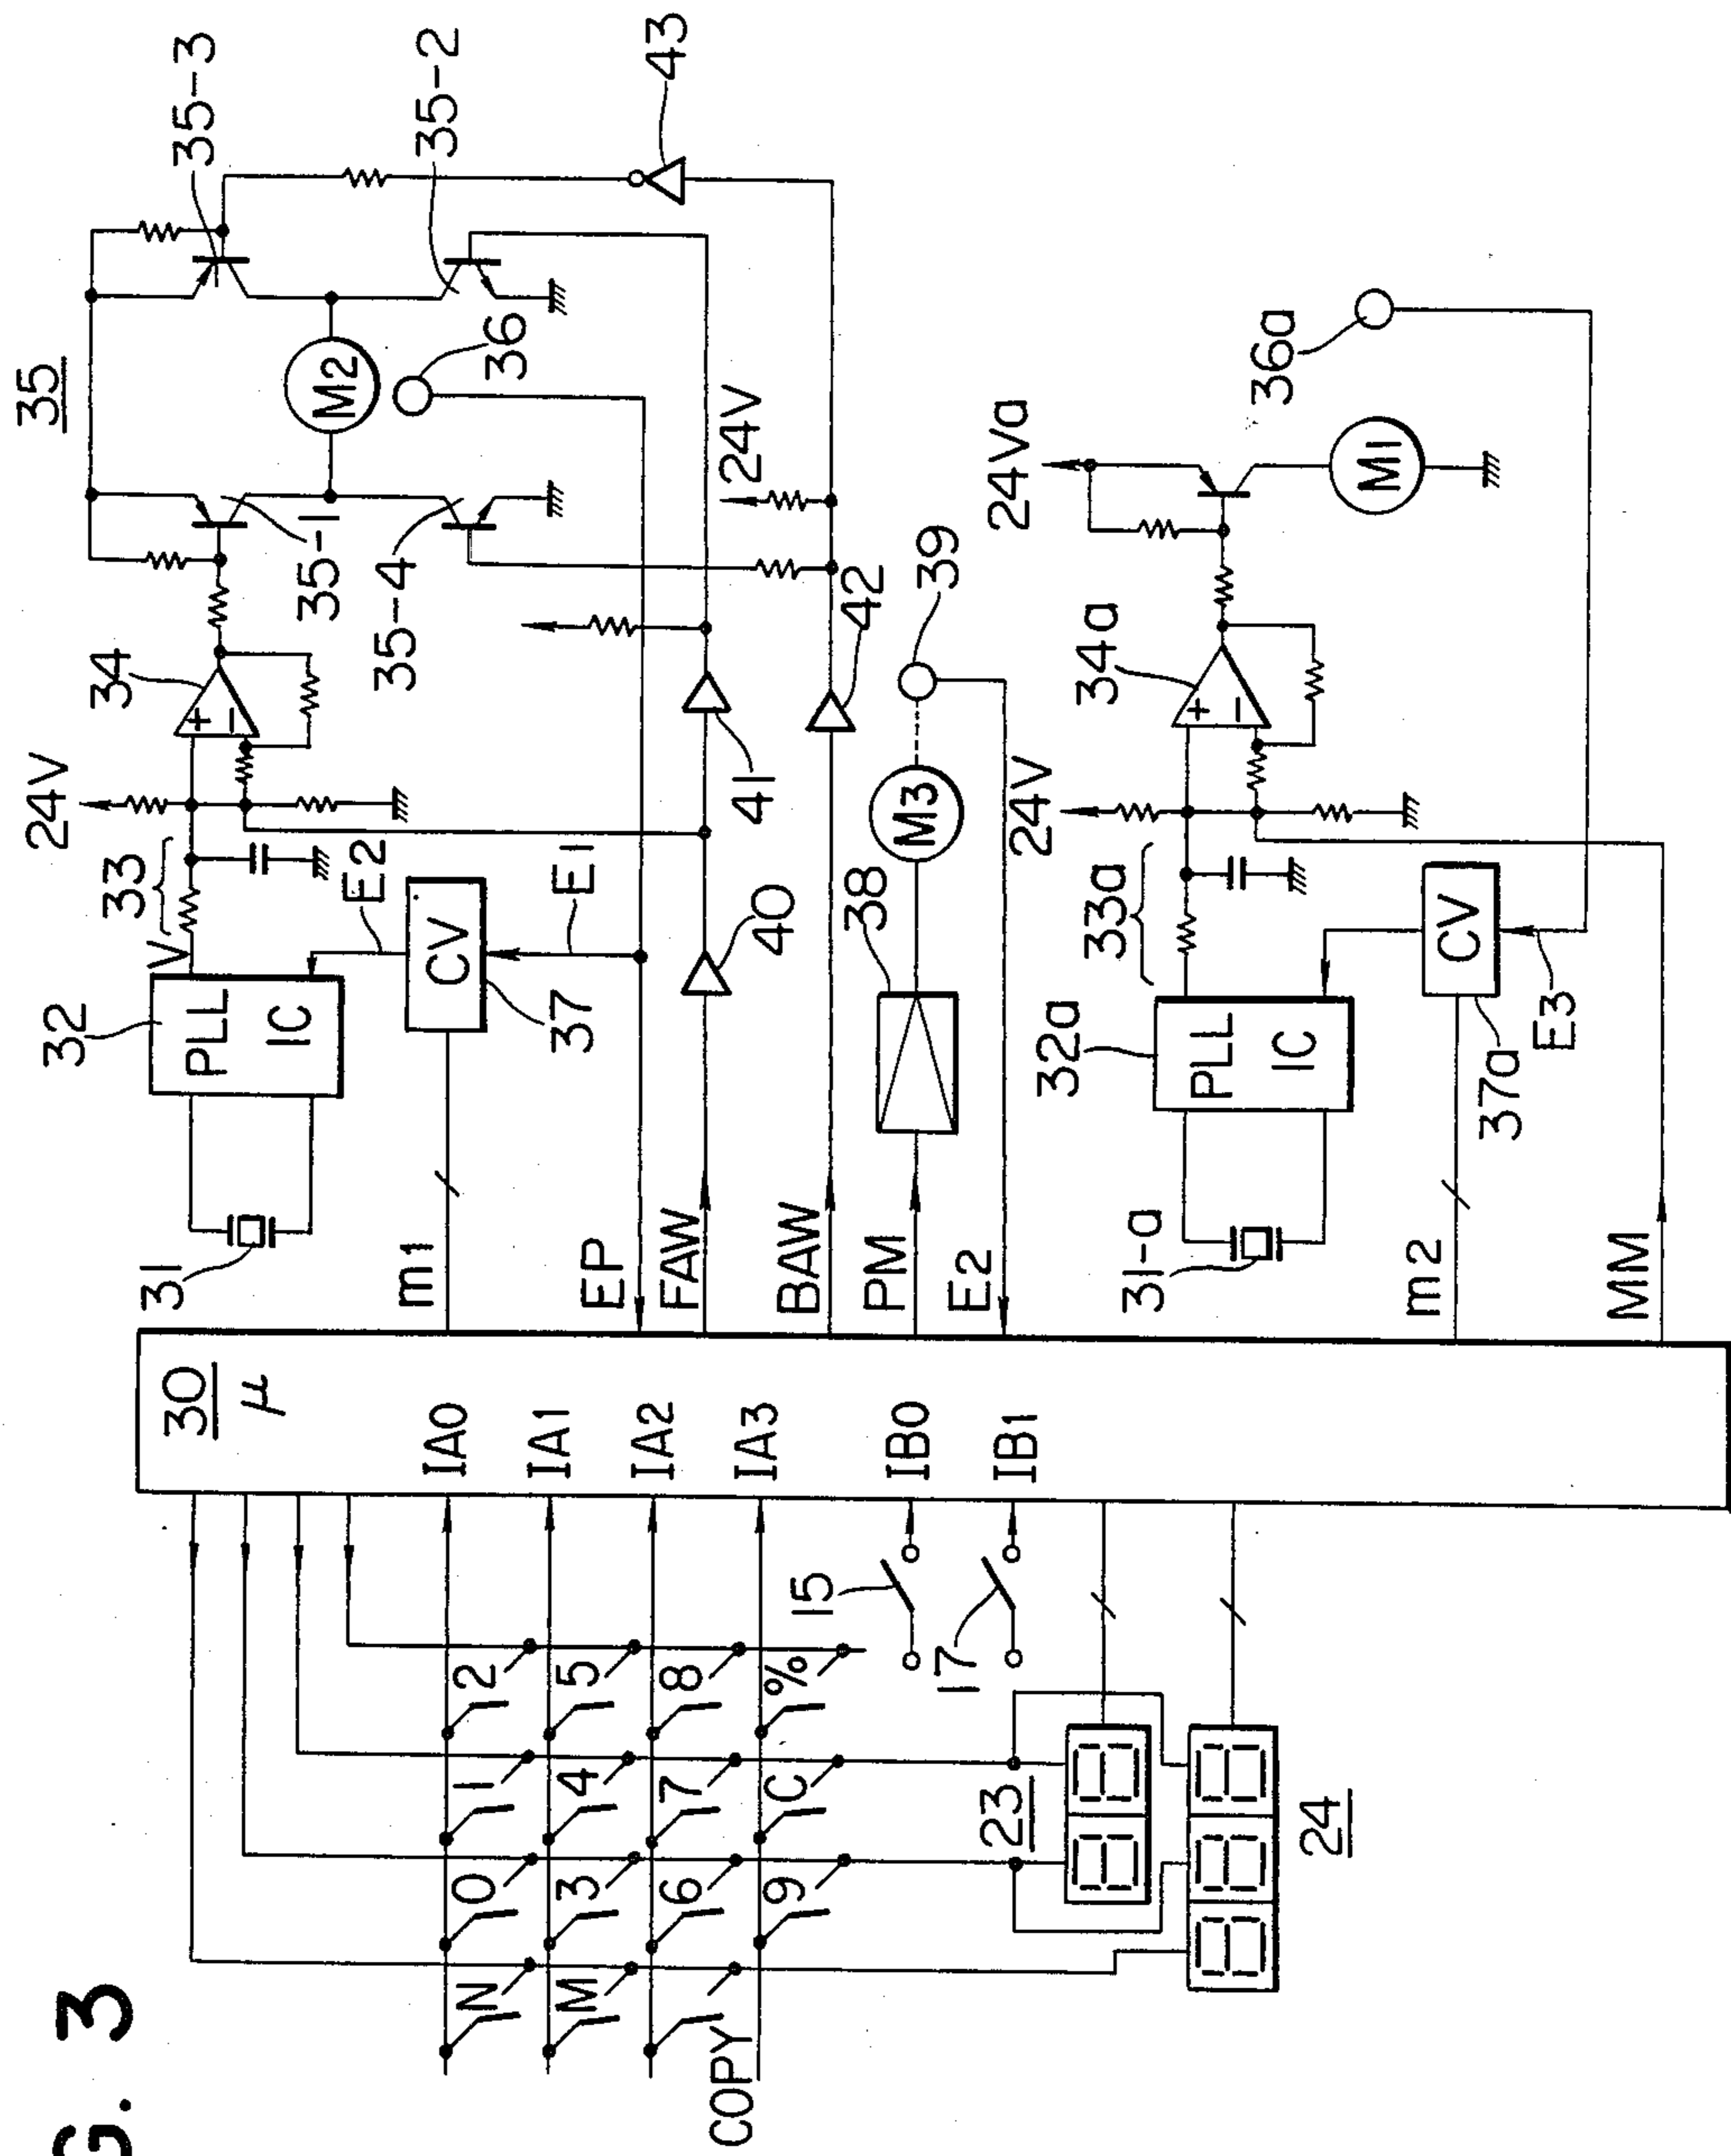 G. 3
35
35-3
35-2
43
35-1
35-4
34
24V
33
V
+
−
M2
36
24V
E2
E1
32
PLL
IC
31
CV
37
m1
EP
FAW
BAW
PM
E2
40
41
42
38
M3
39
24V
24Va
36a
M1
34a
+
−
33a
32a
PLL
IC
31-a
CV
37a
E3
m2
MM
30
μ
IA0
IA1
IA2
IA3
IB0
IB1
15
17
N 0 1 2
M 3 4 5
6 7 8
COPY 9 C %
23
24